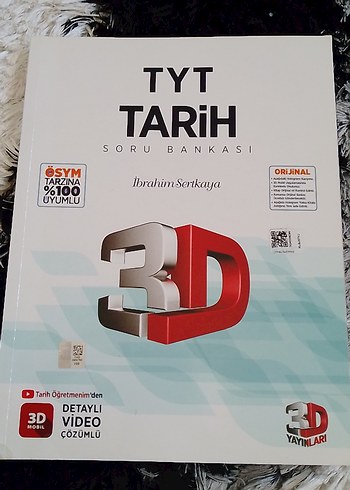 TYT
TARİH
SORU BANKASI
ÖSYM
TARZINA
%100
UYUMLU
ORİJİNAL
İbrahim Sertkaya
3D
Tarih Öğretmenim'den
3D
MOBİL
DETAYLI
VİDEO
ÇÖZÜMLÜ
3D
YAYINLARI